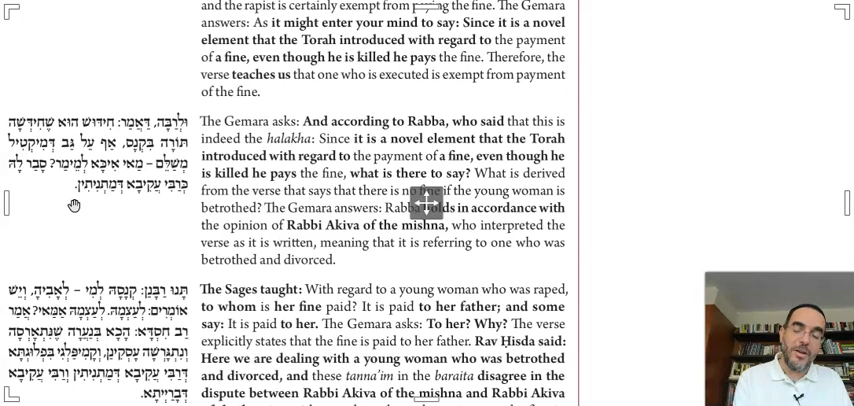 and the rapist is certainly exempt from paying the fine. The Gemara
answers: As it might enter your mind to say: Since it is a novel
element that the Torah introduced with regard to the payment
of a fine, even though he is killed he pays the fine. Therefore, the
verse teaches us that one who is executed is exempt from payment
of the fine.
וּלְרַבָּה, דַּאֲמַר: חִידּוּשׁ הוּא שֶׁחִידְּשָׁה
תּוֹרָה בִּקְנָס, אַף עַל גַּב דְּמִיקְּטִיל
מְשַׁלֵּם – מַאי אִיכָּא לְמֵימַר? סָבַר לַהּ
כְּרַבִּי עֲקִיבָא דְּמַתְנִיתִין.
The Gemara asks: And according to Rabba, who said that this is
indeed the halakha: Since it is a novel element that the Torah
introduced with regard to the payment of a fine, even though he
is killed he pays the fine, what is there to say? What is derived
from the verse that says that there is no fine if the young woman is
betrothed? The Gemara answers: Rabba holds in accordance with
the opinion of Rabbi Akiva of the mishna, who interpreted the
verse as it is written, meaning that it is referring to one who was
betrothed and divorced.
תָּנוּ רַבָּנַן: קְנָסָהּ לְמִי – לְאָבִיהָ, וְיֵשׁ
אוֹמְרִים: לְעַצְמָהּ. לְעַצְמָהּ אַמַּאי? אֲמַר
רַב חִסְדָּא: הָכָא בְּנַעֲרָה שֶׁנִּתְאָרְסָה
וְנִתְגָּרְשָׁה עָסְקִינַן, וְקָמִיפַּלְגִי בִּפְלוּגְתָּא
דְּרַבִּי עֲקִיבָא דְּמַתְנִיתִין וְרַבִּי עֲקִיבָא
דְּבָרַיְיתָא.
The Sages taught: With regard to a young woman who was raped,
to whom is her fine paid? It is paid to her father; and some
say: It is paid to her. The Gemara asks: To her? Why? The verse
explicitly states that the fine is paid to her father. Rav Ḥisda said:
Here we are dealing with a young woman who was betrothed
and divorced, and these tanna'im in the baraita disagree in the
dispute between Rabbi Akiva of the mishna and Rabbi Akiva